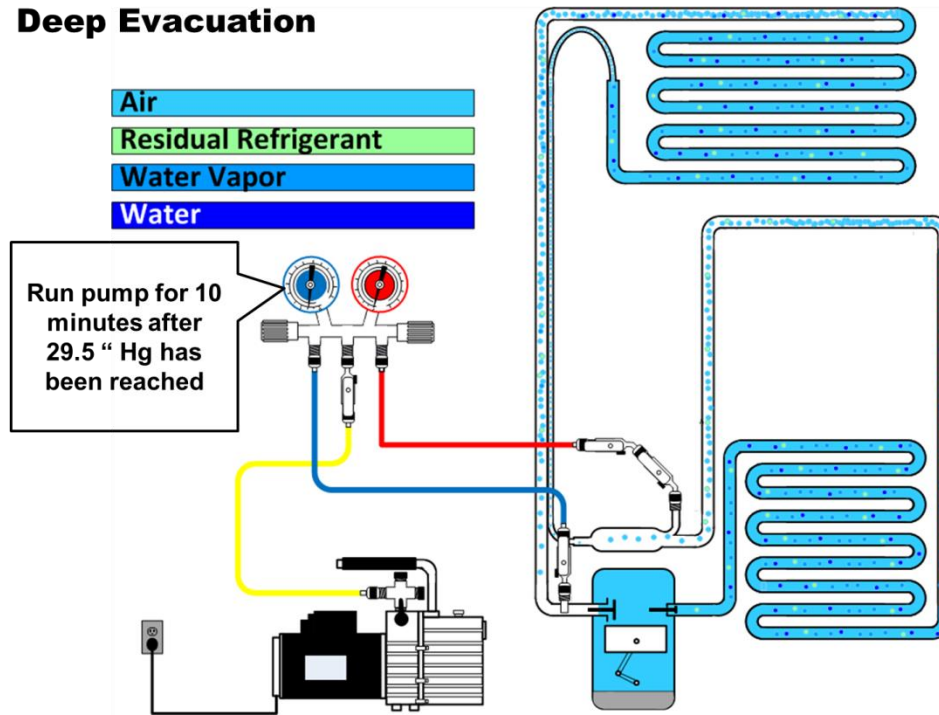 Deep Evacuation
Air
Residual Refrigerant
Water Vapor
Water
Run pump for 10
minutes after
29.5 “ Hg has
been reached